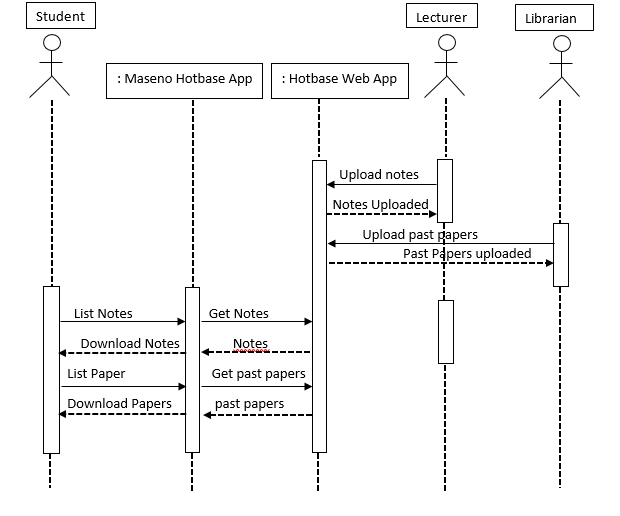 Student
Lecturer
Librarian
: Maseno Hotbase App
: Hotbase Web App
Upload notes
Notes Uploaded
Upload past papers
Past Papers uploaded
List Notes
Get Notes
Download Notes
Notes
List Paper
Get past papers
Download Papers
past papers